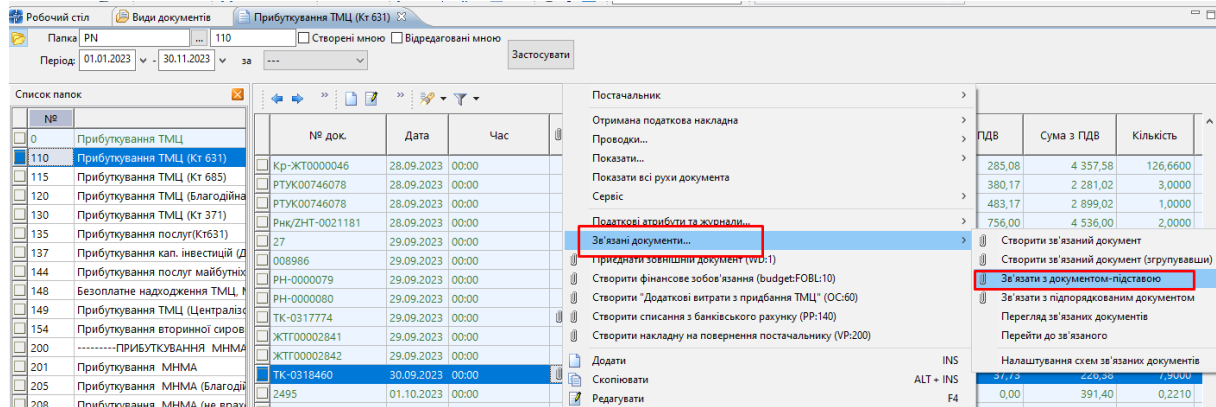 Робочий стіл Види документів Прибуткування ТМЦ (Кт 631)
Папка PN ... 110 Створені мною Відредаговані мною
Період: 01.01.2023 - 30.11.2023 за --- Застосувати
Список папок
№
0 Прибуткування ТМЦ
110 Прибуткування ТМЦ (Кт 631)
115 Прибуткування ТМЦ (Кт 685)
120 Прибуткування ТМЦ (Благодійна
130 Прибуткування ТМЦ (Кт 371)
135 Прибуткування послуг(Кт631)
137 Прибуткування кап. інвестицій (Д
144 Прибуткування послуг майбутніх
148 Безоплатне надходження ТМЦ,
149 Прибуткування ТМЦ (Централізо
154 Прибуткування вторинної сиров
200 ---------ПРИБУТКУВАННЯ МНМА
201 Прибуткування МНМА
205 Прибуткування МНМА (Благодій
208 Прибуткування МНМА (не врах
№ док. Дата Час
Кр-ЖТ0000046 28.09.2023 00:00
РТУК00746078 28.09.2023 00:00
РТУК00746078 28.09.2023 00:00
Рнк/ZHT-0021181 28.09.2023 00:00
27 29.09.2023 00:00
008986 29.09.2023 00:00
РН-0000079 29.09.2023 00:00
РН-0000080 29.09.2023 00:00
ТК-0317774 29.09.2023 00:00
ЖТГ00002841 29.09.2023 00:00
ЖТГ00002842 29.09.2023 00:00
ТК-0318460 30.09.2023 00:00
2495 01.10.2023 00:00
Постачальник
Отримана податкова накладна
Проводки...
Показати...
Показати всі рухи документа
Сервіс
Податкові атрибути та журнали...
Зв'язані документи...
Приєднати зовнішній документ (WD:1)
Створити фінансове зобов'язання (budget:FOBL:10)
Створити "Додаткові витрати з придбання ТМЦ" (OC:60)
Створити списання з банківського рахунку (PP:140)
Створити накладну на повернення постачальнику (VP:200)
Додати INS
Скопіювати ALT + INS
Редагувати F4
ПДВ Сума з ПДВ Кількість
285,08 4 357,58 126,6600
380,17 2 281,02 3,0000
483,17 2 899,02 1,0000
756,00 4 536,00 2,0000
Створити зв'язаний документ
Створити зв'язаний документ (згрупувавши)
Зв'язати з документом-підставою
Зв'язати з підпорядкованим документом
Перегляд зв'язаних документів
Перейти до зв'язаного
Налаштування схем зв'язаних документів
37,73 226,38 7,9000
0,00 391,40 0,2210